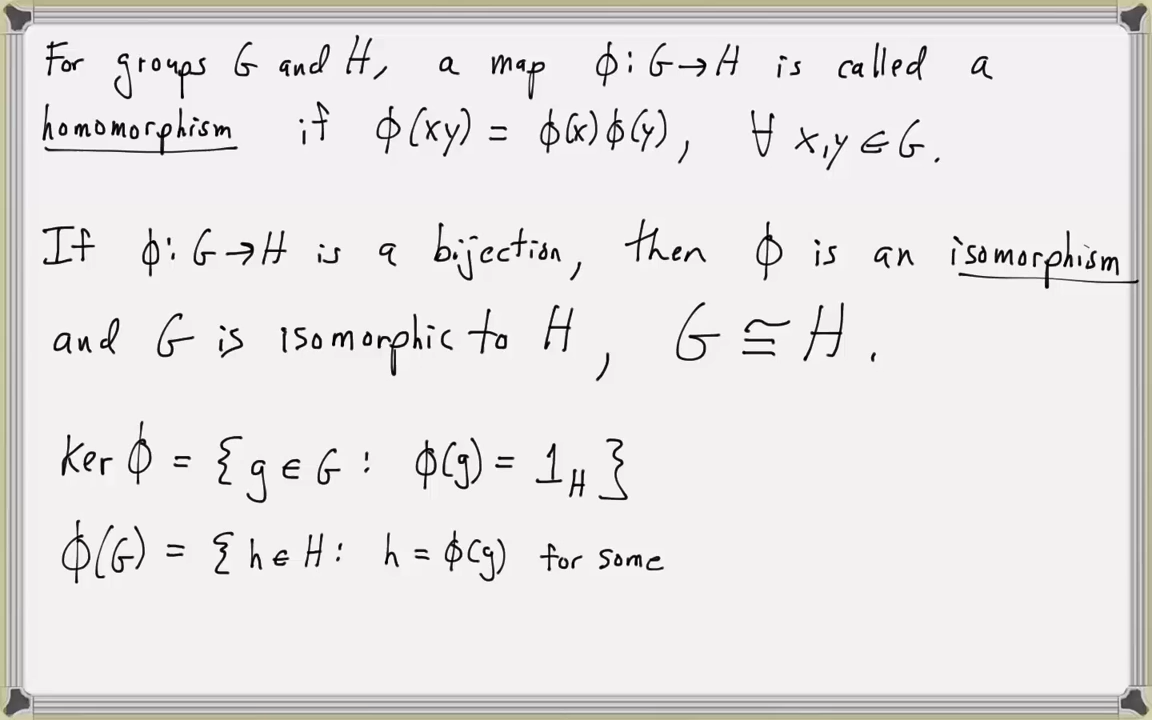 For groups G and H, a map ϕ: G→H is called a
homomorphism if ϕ(xy) = ϕ(x)ϕ(y), ∀ x,y ∈ G.
If ϕ: G→H is a bijection, then ϕ is an isomorphism
and G is isomorphic to H, G ≅ H.
Ker ϕ = { g ∈ G : ϕ(g) = 1_H }
ϕ(G) = { h ∈ H : h = ϕ(g) for some